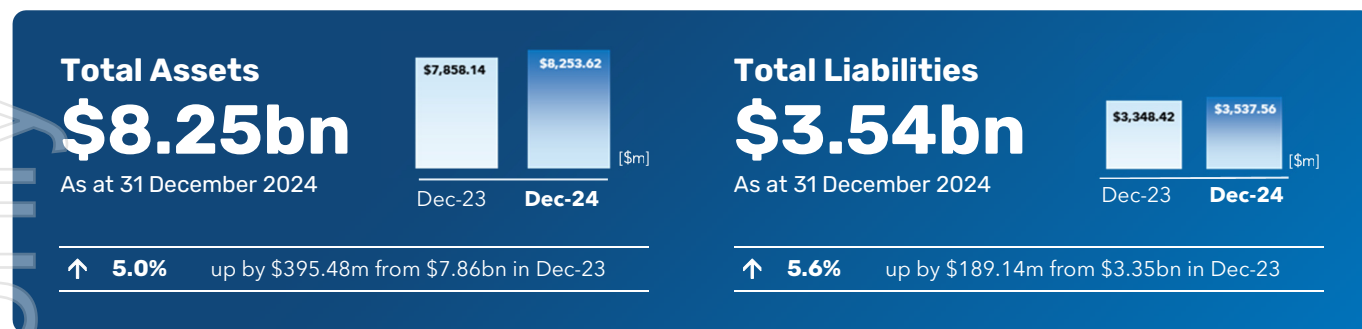 Total Assets
$8.25bn
As at 31 December 2024
$7,858.14
$8,253.62
[$m]
Dec-23
Dec-24
↑ 5.0% up by $395.48m from $7.86bn in Dec-23
Total Liabilities
$3.54bn
As at 31 December 2024
$3,348.42
$3,537.56
[$m]
Dec-23
Dec-24
↑ 5.6% up by $189.14m from $3.35bn in Dec-23